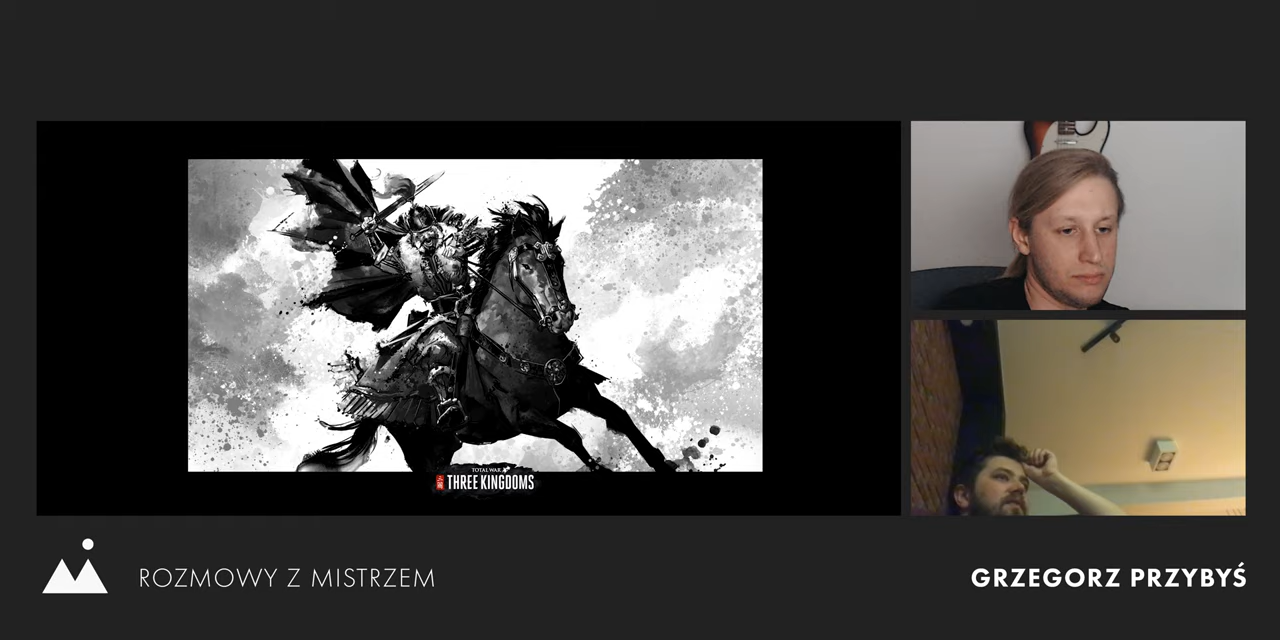 TOTAL WAR
THREE KINGDOMS
ROZMOWY Z MISTRZEM
GRZEGORZ PRZYBYŚ